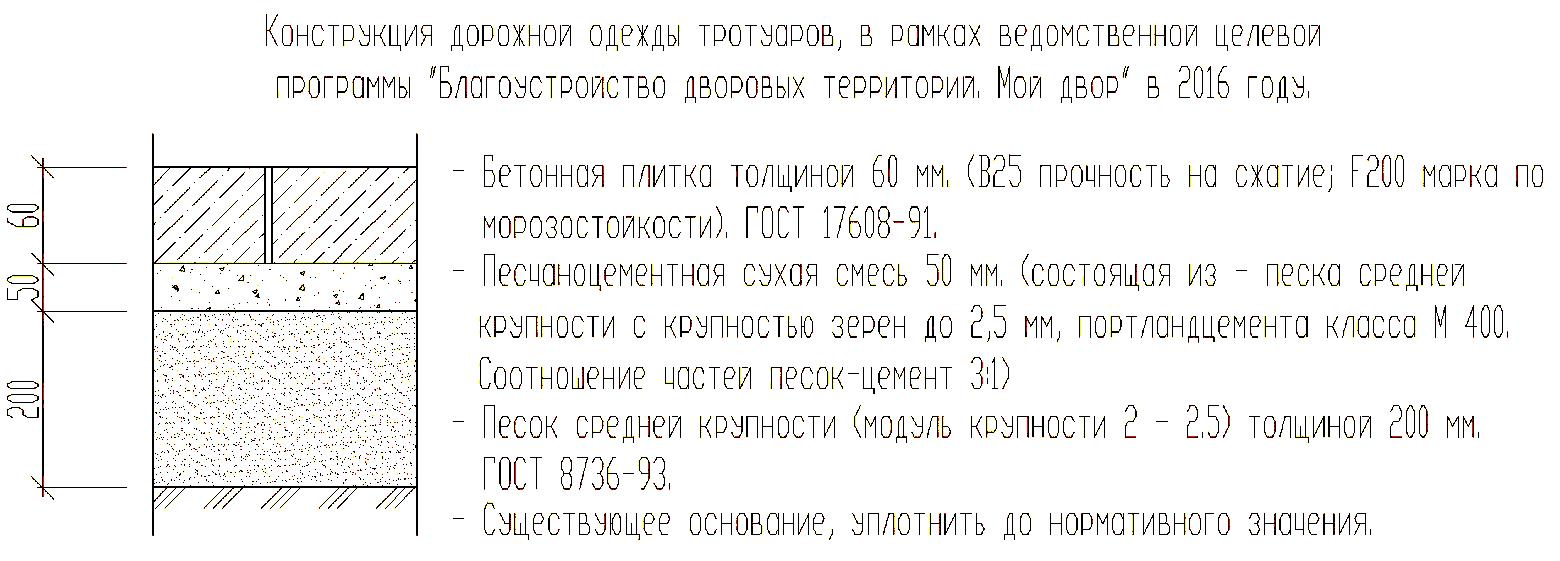 Конструкция дорожной одежды тротуаров, в рамках ведомственной целевой
программы "Благоустройство дворовых территорий. Мой двор" в 2016 году.
60
50
200
- Бетонная плитка толщиной 60 мм. (В25 прочность на сжатие; F200 марка по
морозостойкости). ГОСТ 17608-91.
- Песчаноцементная сухая смесь 50 мм. (состоящая из - песка средней
крупности с крупностью зерен до 2,5 мм, портландцемента класса М 400.
Соотношение частей песок-цемент 3:1)
- Песок средней крупности (модуль крупности 2 - 2.5) толщиной 200 мм.
ГОСТ 8736-93.
- Существующее основание, уплотнить до нормативного значения.